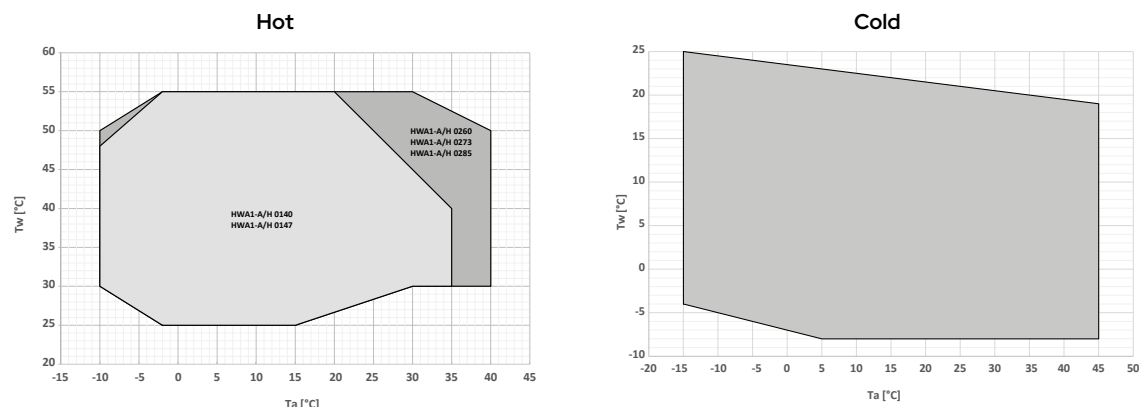 Hot
60
55
50
45
40
35
30
25
20
Tw [°C]
HWA1-A/H 0260
HWA1-A/H 0273
HWA1-A/H 0285
HWA1-A/H 0140
HWA1-A/H 0147
-15 -10 -5 0 5 10 15 20 25 30 35 40 45
Ta [°C]
Cold
25
20
15
10
5
0
-5
-10
Tw [°C]
-20 -15 -10 -5 0 5 10 15 20 25 30 35 40 45 50
Ta [°C]